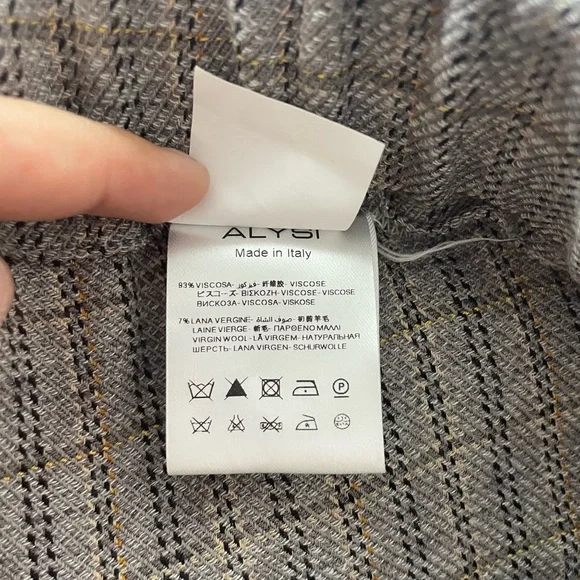 ALYSI
Made in Italy
93% VISCOSA - فيزكوز - 纤维胶 - VISCOSE
ビスコーズ - ΒΙΣΚΟΖΗ - VISCOSE - VISCOSE
ВИСКОЗА - VISCOSA - VISKOSE
7% LANA VERGINE - صوف الشاة - 初剪羊毛
LAINE VIERGE - 新毛 - ΠΑΡΘΕΝΟ ΜΑΛΛΙ
VIRGIN WOOL - LÃ VIRGEM - НАТУРАЛЬНАЯ
ШЕРСТЬ - LANA VIRGEN - SCHURWOLLE
P